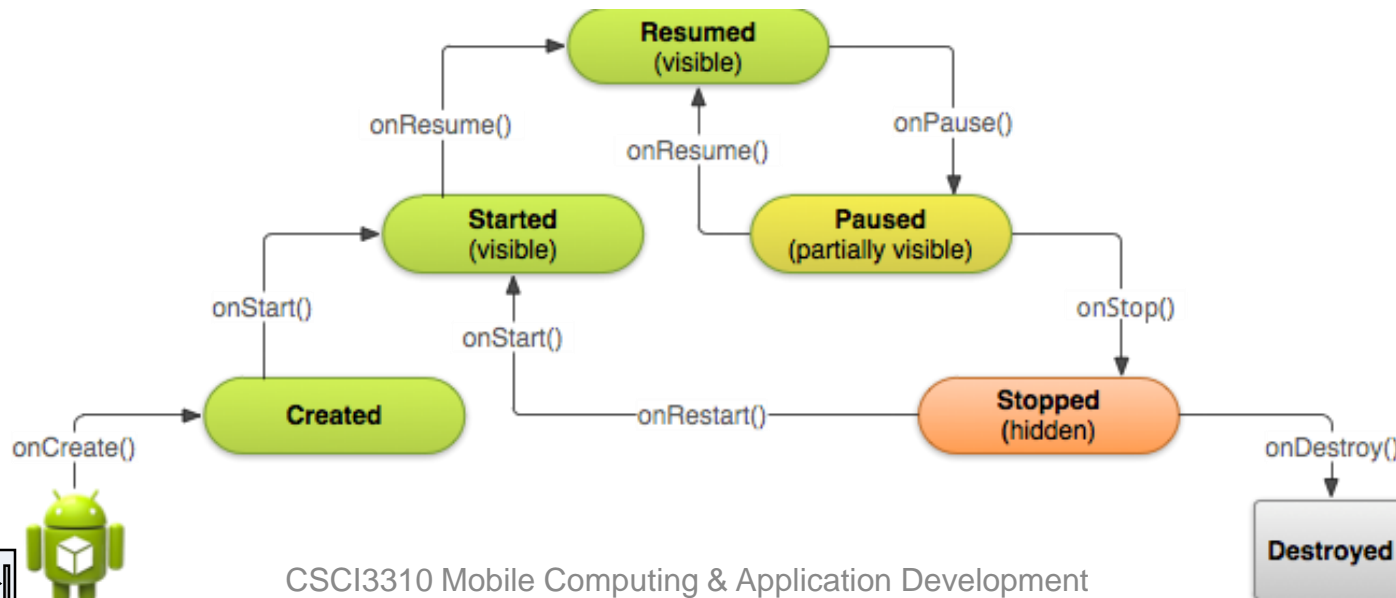 Resumed
(visible)
onResume()
onPause()
onResume()
Started
(visible)
Paused
(partially visible)
onStart()
onStart()
onStop()
Created
onRestart()
Stopped
(hidden)
onCreate()
onDestroy()
Destroyed
CSCI3310 Mobile Computing & Application Development